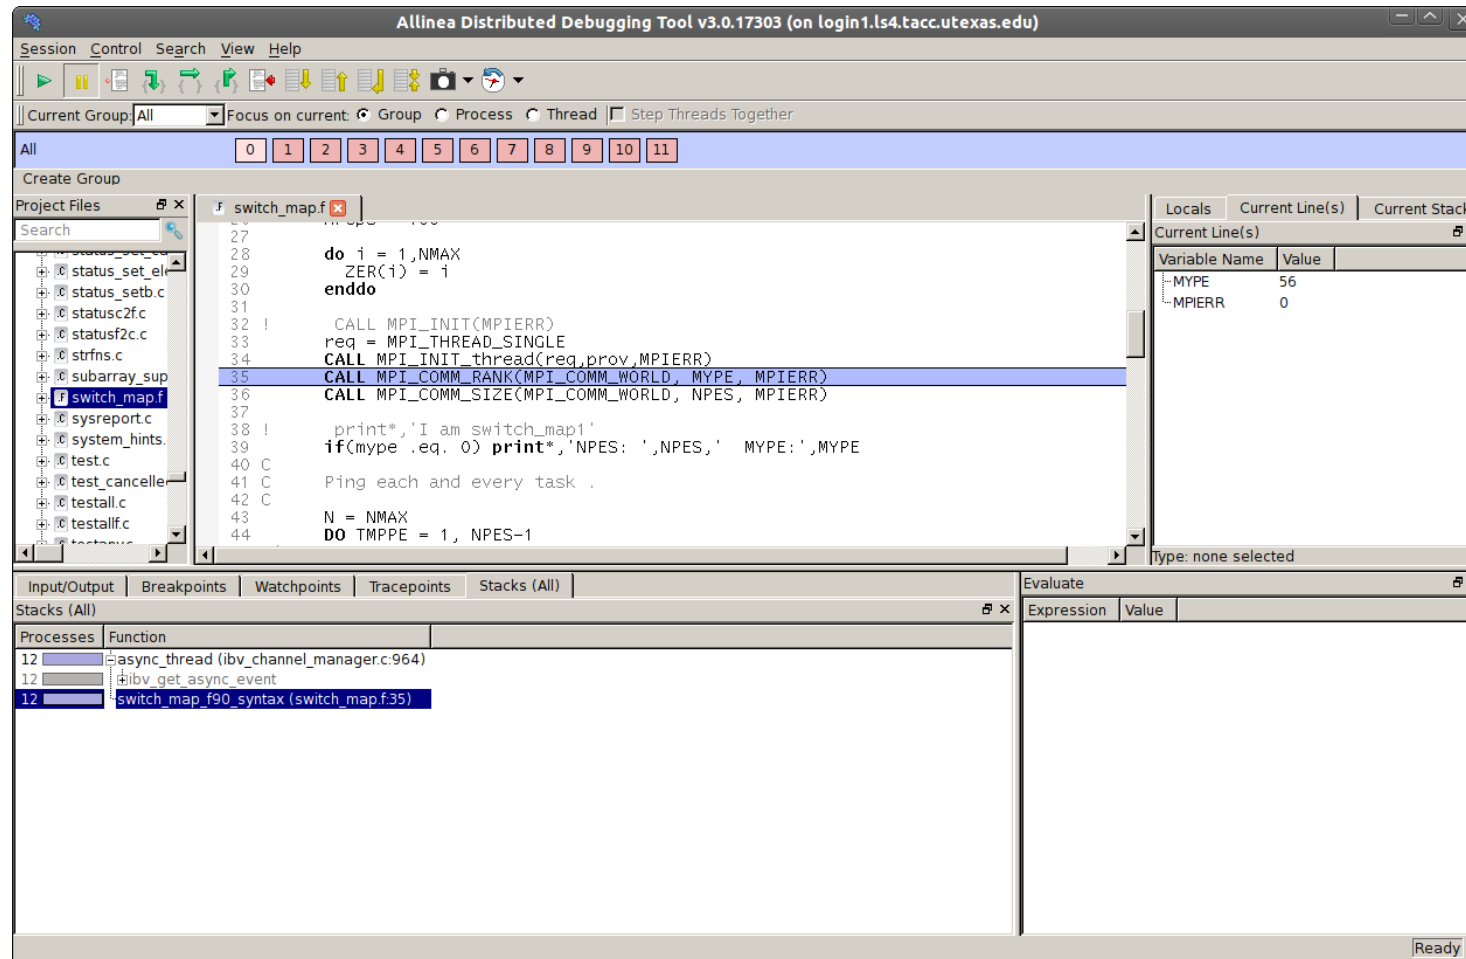 Allinea Distributed Debugging Tool v3.0.17303 (on login1.ls4.tacc.utexas.edu)
Session Control Search View Help
Current Group: All Focus on current: Group Process Thread Step Threads Together
All 0 1 2 3 4 5 6 7 8 9 10 11
Create Group
Project Files
Search
status_set_ele
status_setb.c
statusc2f.c
statusf2c.c
strfns.c
subarray_sup
switch_map.f
sysreport.c
system_hints.
test.c
test_cancelle
testall.c
testallf.c
switch_map.f
27
28 do i = 1,NMAX
29 ZER(i) = i
30 enddo
31
32 ! CALL MPI_INIT(MPIERR)
33 req = MPI_THREAD_SINGLE
34 CALL MPI_INIT_thread(req,prov,MPIERR)
35 CALL MPI_COMM_RANK(MPI_COMM_WORLD, MYPE, MPIERR)
36 CALL MPI_COMM_SIZE(MPI_COMM_WORLD, NPES, MPIERR)
37
38 ! print*,'I am switch_map1'
39 if(mype .eq. 0) print*,'NPES: ',NPES,' MYPE:',MYPE
40 C
41 C Ping each and every task .
42 C
43 N = NMAX
44 DO TMPPE = 1, NPES-1
Locals Current Line(s) Current Stack
Current Line(s)
Variable Name Value
MYPE 56
MPIERR 0
Type: none selected
Input/Output Breakpoints Watchpoints Tracepoints Stacks (All)
Stacks (All)
Processes Function
12 async_thread (ibv_channel_manager.c:964)
12 ibv_get_async_event
12 switch_map_f90_syntax (switch_map.f:35)
Evaluate
Expression Value
Ready